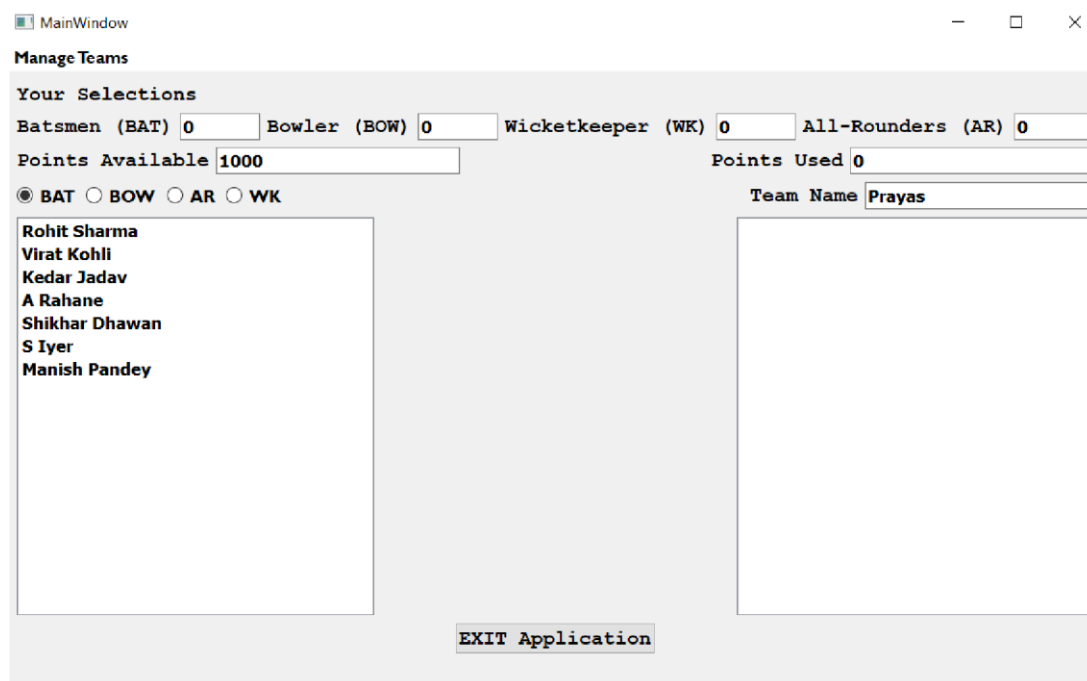 MainWindow
Manage Teams
Your Selections
Batsmen (BAT) 0 Bowler (BOW) 0 Wicketkeeper (WK) 0 All-Rounders (AR) 0
Points Available 1000 Points Used 0
BAT BOW AR WK Team Name Prayas
Rohit Sharma
Virat Kohli
Kedar Jadav
A Rahane
Shikhar Dhawan
S Iyer
Manish Pandey
EXIT Application